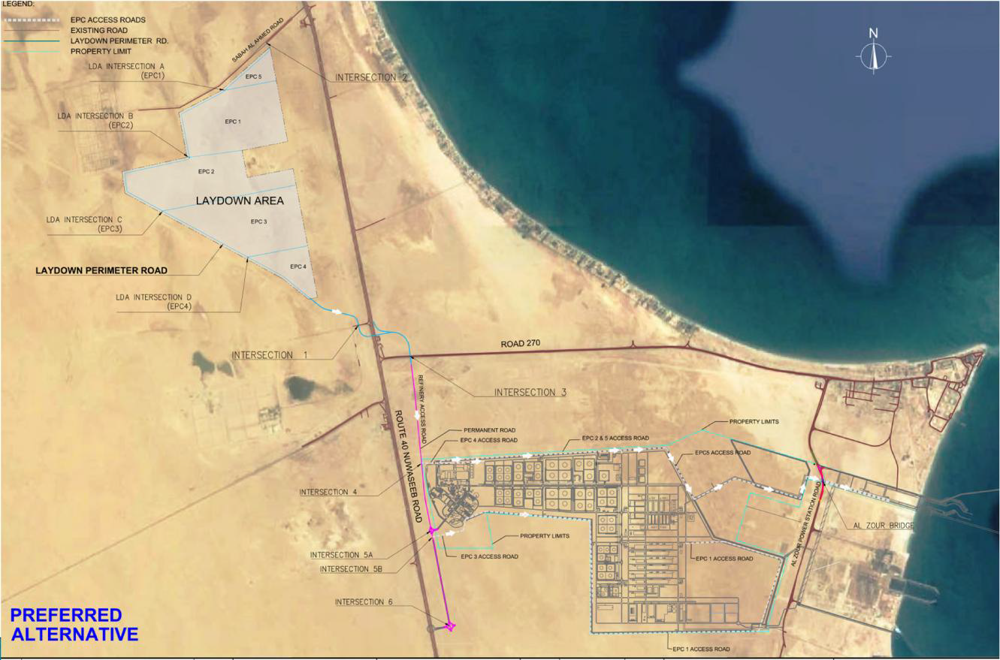 LEGEND:
EPC ACCESS ROADS
EXISTING ROAD
LAYDOWN PERIMETER RD.
PROPERTY LIMIT
SABAH AL AHMED ROAD
N
LDA INTERSECTION A
(EPC1)
INTERSECTION 2
EPC 5
LDA INTERSECTION B
(EPC2)
EPC 1
EPC 2
LAYDOWN AREA
LDA INTERSECTION C
(EPC3)
EPC 3
LAYDOWN PERIMETER ROAD
EPC 4
LDA INTERSECTION D
(EPC4)
INTERSECTION 1
ROAD 270
INTERSECTION 3
REFINERY ACCESS ROAD
ROUTE 40 NUWASEEB ROAD
PERMANENT ROAD
EPC 4 ACCESS ROAD
EPC 2 & 5 ACCESS ROAD
PROPERTY LIMITS
EPC5 ACCESS ROAD
INTERSECTION 4
AL ZOUR POWER STATION ROAD
AL ZOUR BRIDGE
PROPERTY LIMITS
INTERSECTION 5A
EPC 3 ACCESS ROAD
EPC 1 ACCESS ROAD
INTERSECTION 5B
INTERSECTION 6
PREFERRED
ALTERNATIVE
EPC 1 ACCESS ROAD